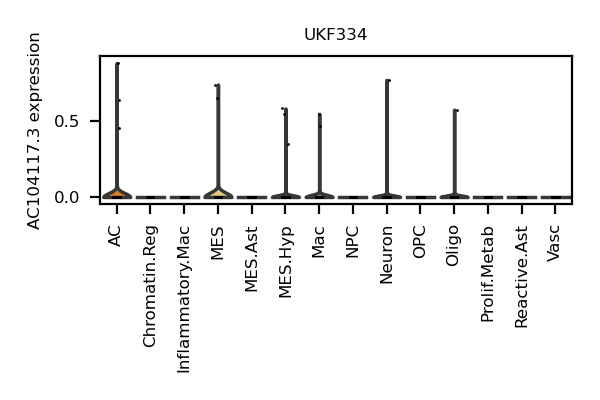 UKF334
AC104117.3 expression
0.5
0.0
AC
Chromatin.Reg
Inflammatory.Mac
MES
MES.Ast
MES.Hyp
Mac
NPC
Neuron
OPC
Oligo
Prolif.Metab
Reactive.Ast
Vasc